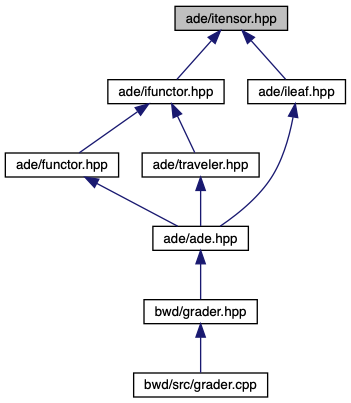 ade/itensor.hpp
ade/ifunctor.hpp
ade/ileaf.hpp
ade/functor.hpp
ade/traveler.hpp
ade/ade.hpp
bwd/grader.hpp
bwd/src/grader.cpp